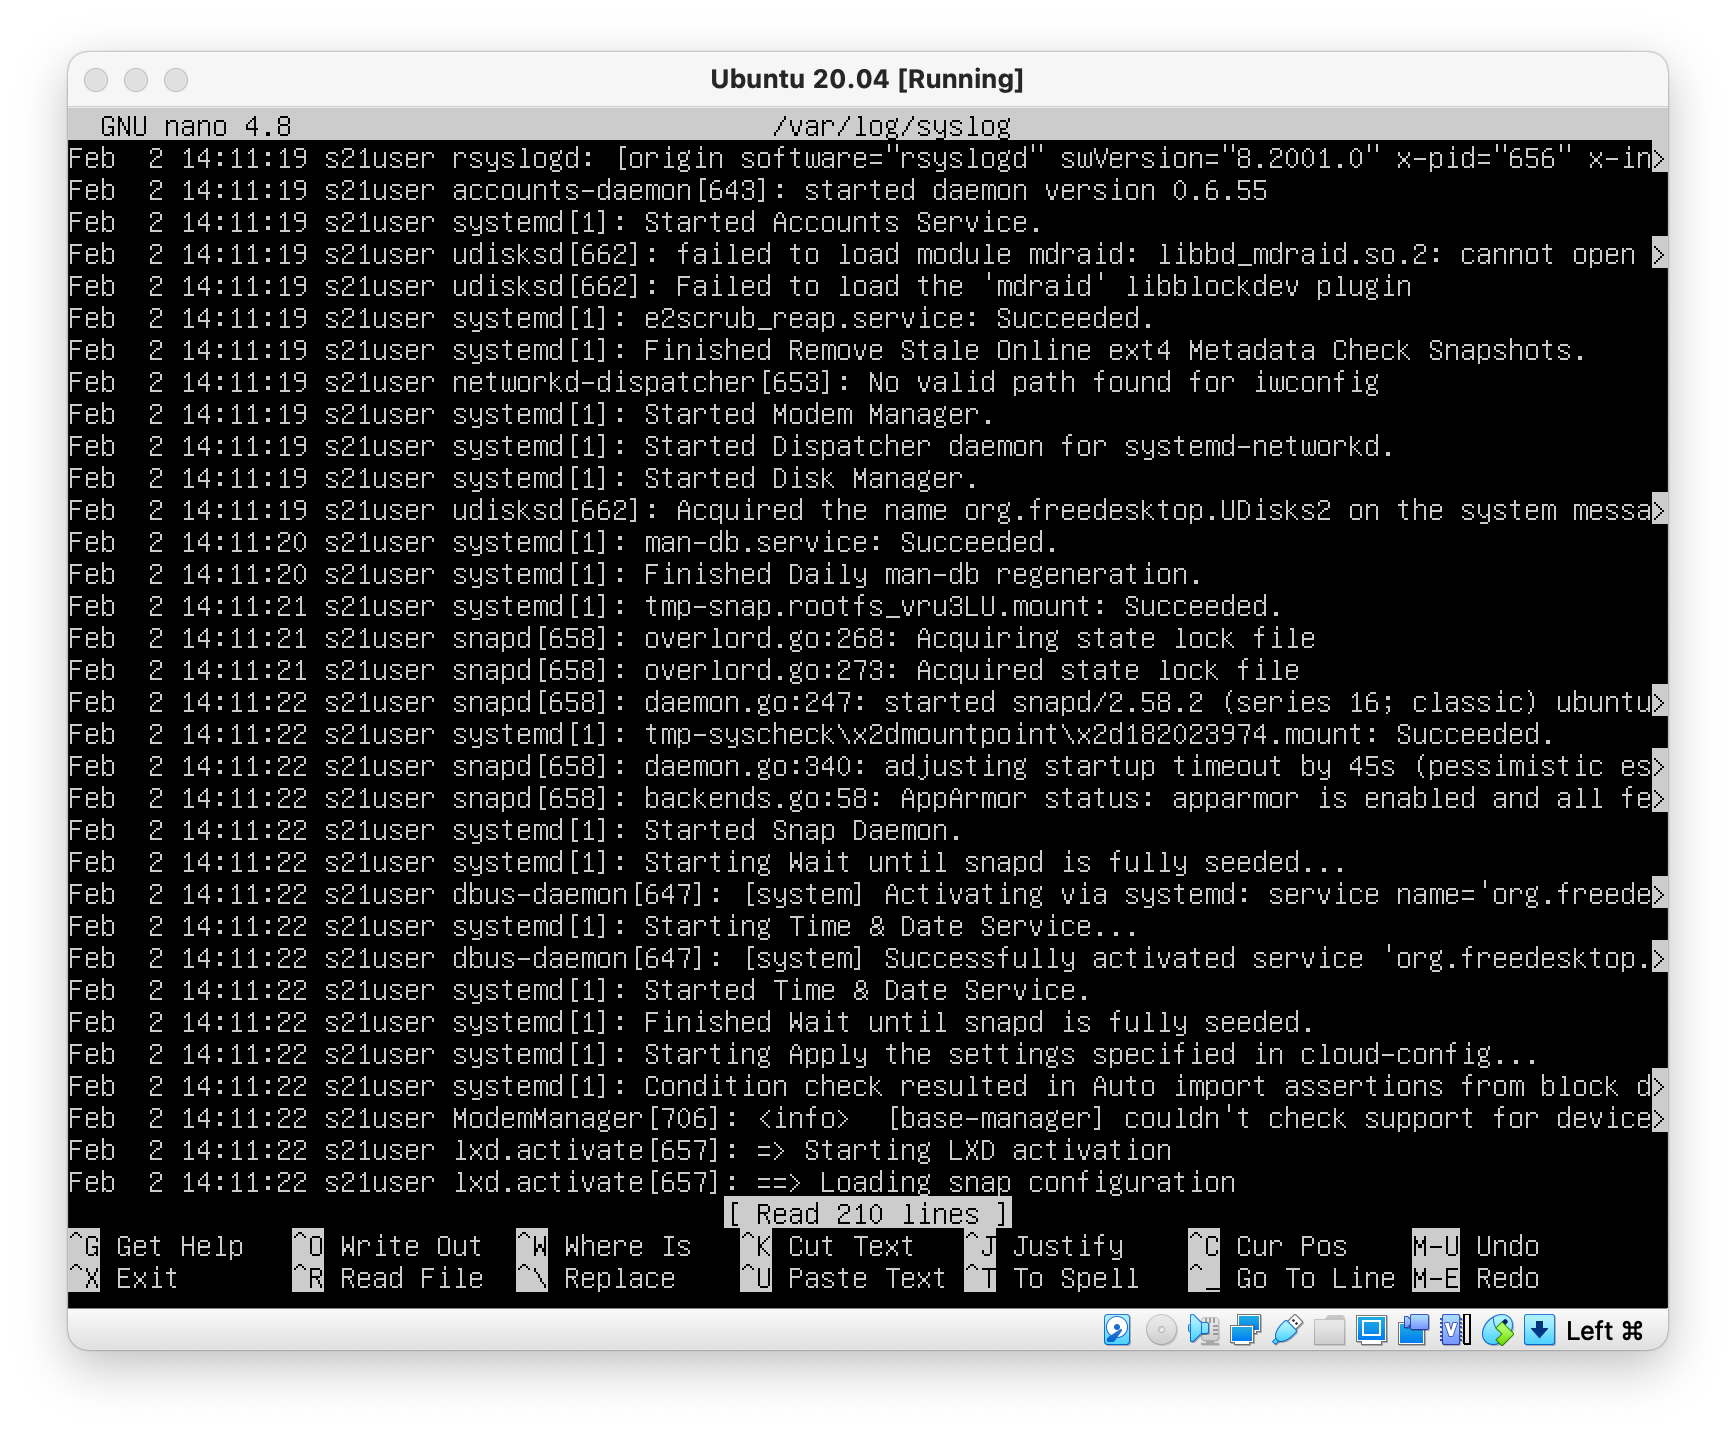 Ubuntu 20.04 [Running]
GNU nano 4.8 /var/log/syslog
Feb  2 14:11:19 s21user rsyslogd: [origin software="rsyslogd" swVersion="8.2001.0" x-pid="656" x-in>
Feb  2 14:11:19 s21user accounts-daemon[643]: started daemon version 0.6.55
Feb  2 14:11:19 s21user systemd[1]: Started Accounts Service.
Feb  2 14:11:19 s21user udisksd[662]: failed to load module mdraid: libbd_mdraid.so.2: cannot open >
Feb  2 14:11:19 s21user udisksd[662]: Failed to load the 'mdraid' libblockdev plugin
Feb  2 14:11:19 s21user systemd[1]: e2scrub_reap.service: Succeeded.
Feb  2 14:11:19 s21user systemd[1]: Finished Remove Stale Online ext4 Metadata Check Snapshots.
Feb  2 14:11:19 s21user networkd-dispatcher[653]: No valid path found for iwconfig
Feb  2 14:11:19 s21user systemd[1]: Started Modem Manager.
Feb  2 14:11:19 s21user systemd[1]: Started Dispatcher daemon for systemd-networkd.
Feb  2 14:11:19 s21user systemd[1]: Started Disk Manager.
Feb  2 14:11:19 s21user udisksd[662]: Acquired the name org.freedesktop.UDisks2 on the system messa>
Feb  2 14:11:20 s21user systemd[1]: man-db.service: Succeeded.
Feb  2 14:11:20 s21user systemd[1]: Finished Daily man-db regeneration.
Feb  2 14:11:21 s21user systemd[1]: tmp-snap.rootfs_vru3LU.mount: Succeeded.
Feb  2 14:11:21 s21user snapd[658]: overlord.go:268: Acquiring state lock file
Feb  2 14:11:21 s21user snapd[658]: overlord.go:273: Acquired state lock file
Feb  2 14:11:22 s21user snapd[658]: daemon.go:247: started snapd/2.58.2 (series 16; classic) ubuntu>
Feb  2 14:11:22 s21user systemd[1]: tmp-syscheck\x2dmountpoint\x2d182023974.mount: Succeeded.
Feb  2 14:11:22 s21user snapd[658]: daemon.go:340: adjusting startup timeout by 45s (pessimistic es>
Feb  2 14:11:22 s21user snapd[658]: backends.go:58: AppArmor status: apparmor is enabled and all fe>
Feb  2 14:11:22 s21user systemd[1]: Started Snap Daemon.
Feb  2 14:11:22 s21user systemd[1]: Starting Wait until snapd is fully seeded...
Feb  2 14:11:22 s21user dbus-daemon[647]: [system] Activating via systemd: service name='org.freede>
Feb  2 14:11:22 s21user systemd[1]: Starting Time & Date Service...
Feb  2 14:11:22 s21user dbus-daemon[647]: [system] Successfully activated service 'org.freedesktop.>
Feb  2 14:11:22 s21user systemd[1]: Started Time & Date Service.
Feb  2 14:11:22 s21user systemd[1]: Finished Wait until snapd is fully seeded.
Feb  2 14:11:22 s21user systemd[1]: Starting Apply the settings specified in cloud-config...
Feb  2 14:11:22 s21user systemd[1]: Condition check resulted in Auto import assertions from block d>
Feb  2 14:11:22 s21user ModemManager[706]: <info>  [base-manager] couldn't check support for device>
Feb  2 14:11:22 s21user lxd.activate[657]: => Starting LXD activation
Feb  2 14:11:22 s21user lxd.activate[657]: ==> Loading snap configuration
[ Read 210 lines ]
^G Get Help ^O Write Out ^W Where Is ^K Cut Text ^J Justify ^C Cur Pos M-U Undo
^X Exit ^R Read File ^\ Replace ^U Paste Text ^T To Spell ^_ Go To Line M-E Redo
Left ⌘